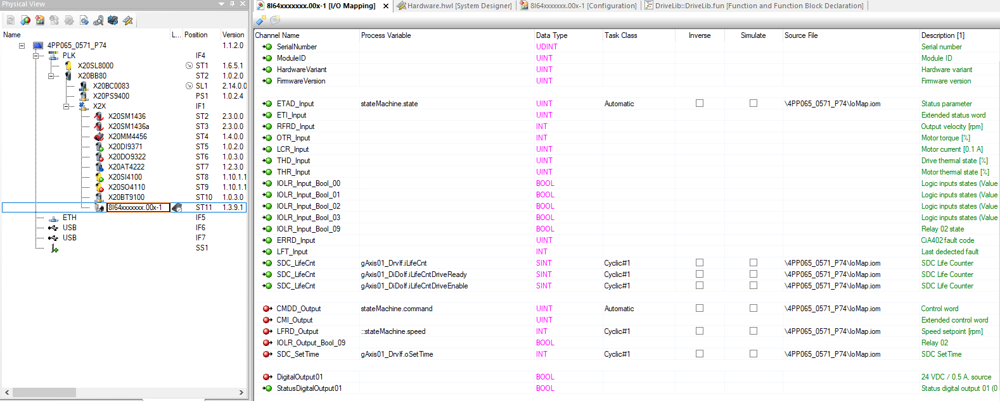 Physical View
Name L... Position Version
4PP065_0571_P74 1.1.2.0
PLK IF4
X20SL8000 ST1 1.6.5.1
X20BB80 ST2 1.0.2.0
X20BC0083 SL1 2.14.0.0
X20PS9400 PS1 1.0.2.4
X2X IF1
X20SM1436 ST2 2.3.0.0
X20SM1436a ST3 2.3.0.0
X20MM4456 ST4 1.4.0.0
X20DI9371 ST5 1.0.2.0
X20DO9322 ST6 1.0.3.0
X20AT4222 ST7 1.2.3.0
X20SI4100 ST8 1.10.1.1
X20SO4110 ST9 1.10.1.1
X20BT9100 ST10 1.0.3.0
8I64xxxxxxx.00x-1 ST11 1.3.9.1
ETH IF5
USB IF6
USB IF7
SS1
8I64xxxxxxx.00x-1 [I/O Mapping] Hardware.hwl [System Designer] 8I64xxxxxxx.00x-1 [Configuration] DriveLib::DriveLib.fun [Function and Function Block Declaration]
Channel Name Process Variable Data Type Task Class Inverse Simulate Source File Description [1]
SerialNumber UDINT Serial number
ModuleID UINT Module ID
HardwareVariant UINT Hardware variant
FirmwareVersion UINT Firmware version
ETAD_Input stateMachine.state UINT Automatic \4PP065_0571_P74\IoMap.iom Status parameter
ETI_Input UINT Extended status word
RFRD_Input INT Output velocity [rpm]
OTR_Input INT Motor torque [%]
LCR_Input UINT Motor current [0.1 A]
THD_Input UINT Drive thermal state [%]
THR_Input UINT Motor thermal state [%]
IOLR_Input_Bool_00 BOOL Logic inputs states (Value
IOLR_Input_Bool_01 BOOL Logic inputs states (Value
IOLR_Input_Bool_02 BOOL Logic inputs states (Value
IOLR_Input_Bool_03 BOOL Logic inputs states (Value
IOLR_Input_Bool_09 BOOL Relay 02 state
ERRD_Input UINT CiA402 fault code
LFT_Input INT Last dedected fault
SDC_LifeCnt gAxis01_DrvIf.iLifeCnt SINT Cyclic#1 \4PP065_0571_P74\IoMap.iom SDC Life Counter
SDC_LifeCnt gAxis01_DiDoIf.iLifeCntDriveReady SINT Cyclic#1 \4PP065_0571_P74\IoMap.iom SDC Life Counter
SDC_LifeCnt gAxis01_DiDoIf.iLifeCntDriveEnable SINT Cyclic#1 \4PP065_0571_P74\IoMap.iom SDC Life Counter
CMDD_Output stateMachine.command UINT Automatic \4PP065_0571_P74\IoMap.iom Control word
CMI_Output UINT Extended control word
LFRD_Output ::stateMachine.speed INT Cyclic#1 \4PP065_0571_P74\IoMap.iom Speed setpoint [rpm]
IOLR_Output_Bool_09 BOOL Relay 02
SDC_SetTime gAxis01_DrvIf.oSetTime INT Cyclic#1 \4PP065_0571_P74\IoMap.iom SDC SetTime
DigitalOutput01 BOOL 24 VDC / 0.5 A, source
StatusDigitalOutput01 BOOL Status digital output 01 (0